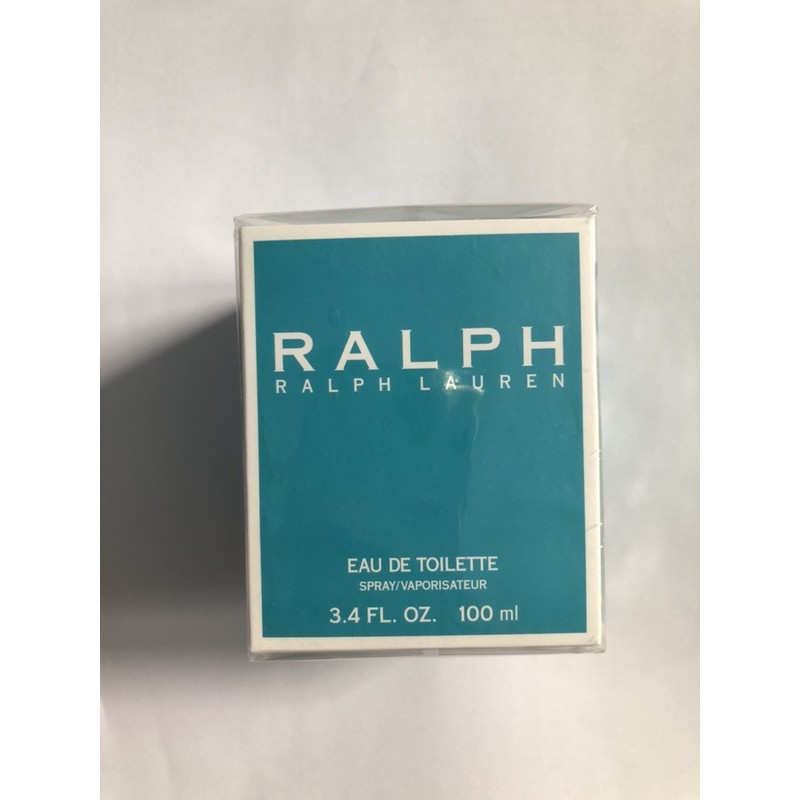 RALPH
RALPH LAUREN
EAU DE TOILETTE
SPRAY/VAPORISATEUR
3.4 FL. OZ. 100 ml